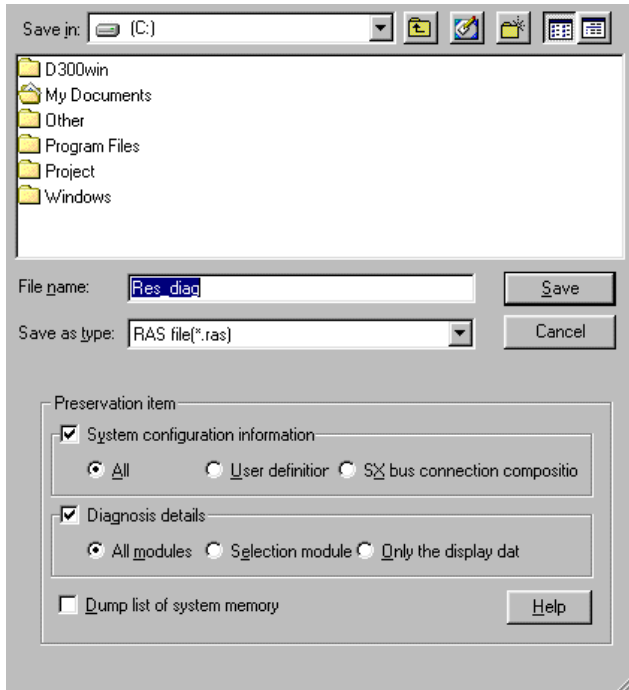 Save in: (C:)
D300win
My Documents
Other
Program Files
Project
Windows
File name: Res_diag Save
Save as type: RAS file(*.ras) Cancel
Preservation item
System configuration information
All User definitior SX bus connection compositio
Diagnosis details
All modules Selection module Only the display dat
Dump list of system memory Help